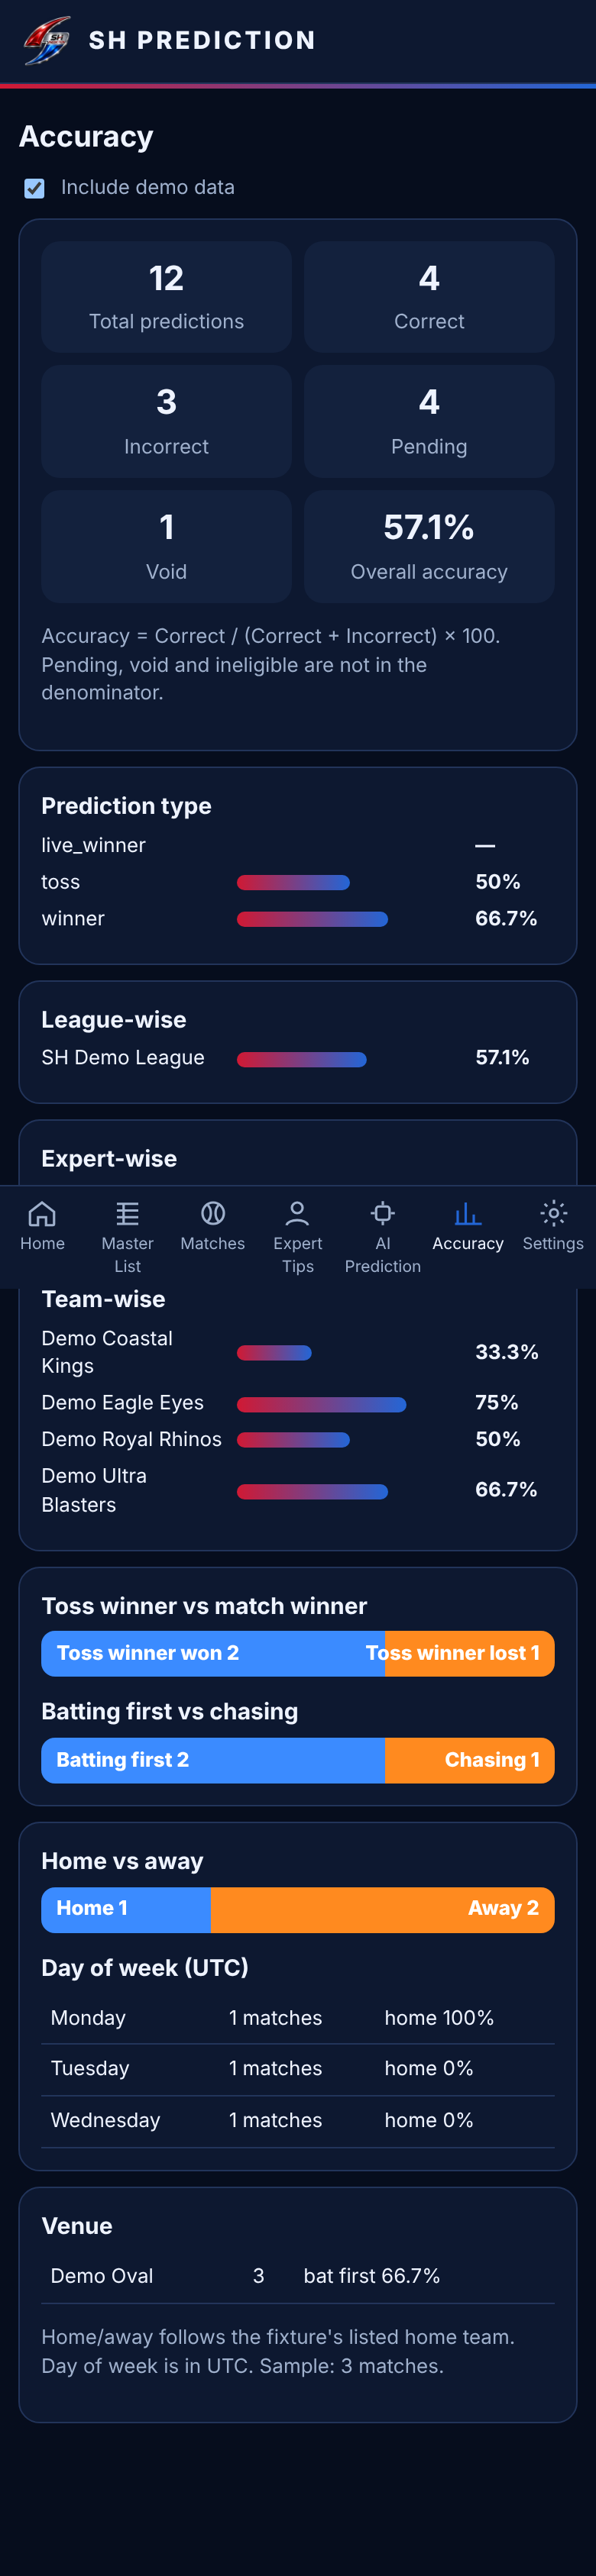 SH
SH PREDICTION
Accuracy
Include demo data
12
Total predictions
4
Correct
3
Incorrect
4
Pending
1
Void
57.1%
Overall accuracy
Accuracy = Correct / (Correct + Incorrect) × 100.
Pending, void and ineligible are not in the
denominator.
Prediction type
live_winner —
toss 50%
winner 66.7%
League-wise
SH Demo League 57.1%
Expert-wise
Home
Master
List
Matches
Expert
Tips
AI
Prediction
Accuracy
Settings
Team-wise
Demo Coastal
Kings 33.3%
Demo Eagle Eyes 75%
Demo Royal Rhinos 50%
Demo Ultra
Blasters 66.7%
Toss winner vs match winner
Toss winner won 2 Toss winner lost 1
Batting first vs chasing
Batting first 2 Chasing 1
Home vs away
Home 1 Away 2
Day of week (UTC)
Monday 1 matches home 100%
Tuesday 1 matches home 0%
Wednesday 1 matches home 0%
Venue
Demo Oval 3 bat first 66.7%
Home/away follows the fixture's listed home team.
Day of week is in UTC. Sample: 3 matches.